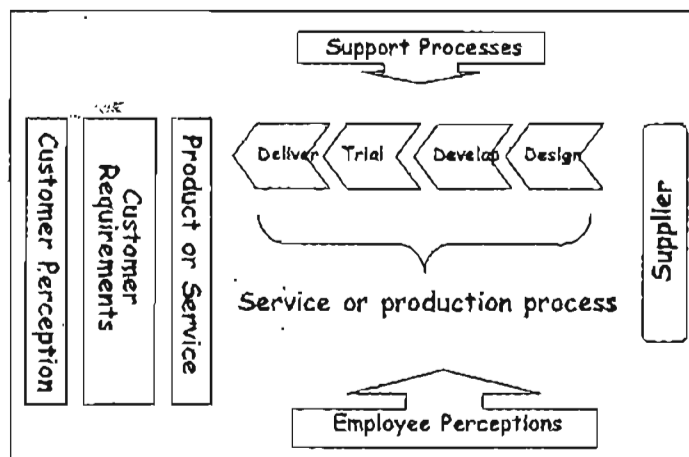 Support Processes
Customer Perception
Customer
Requirements
Product or Service
Deliver
Trial
Develop
Design
Supplier
Service or production process
Employee Perceptions